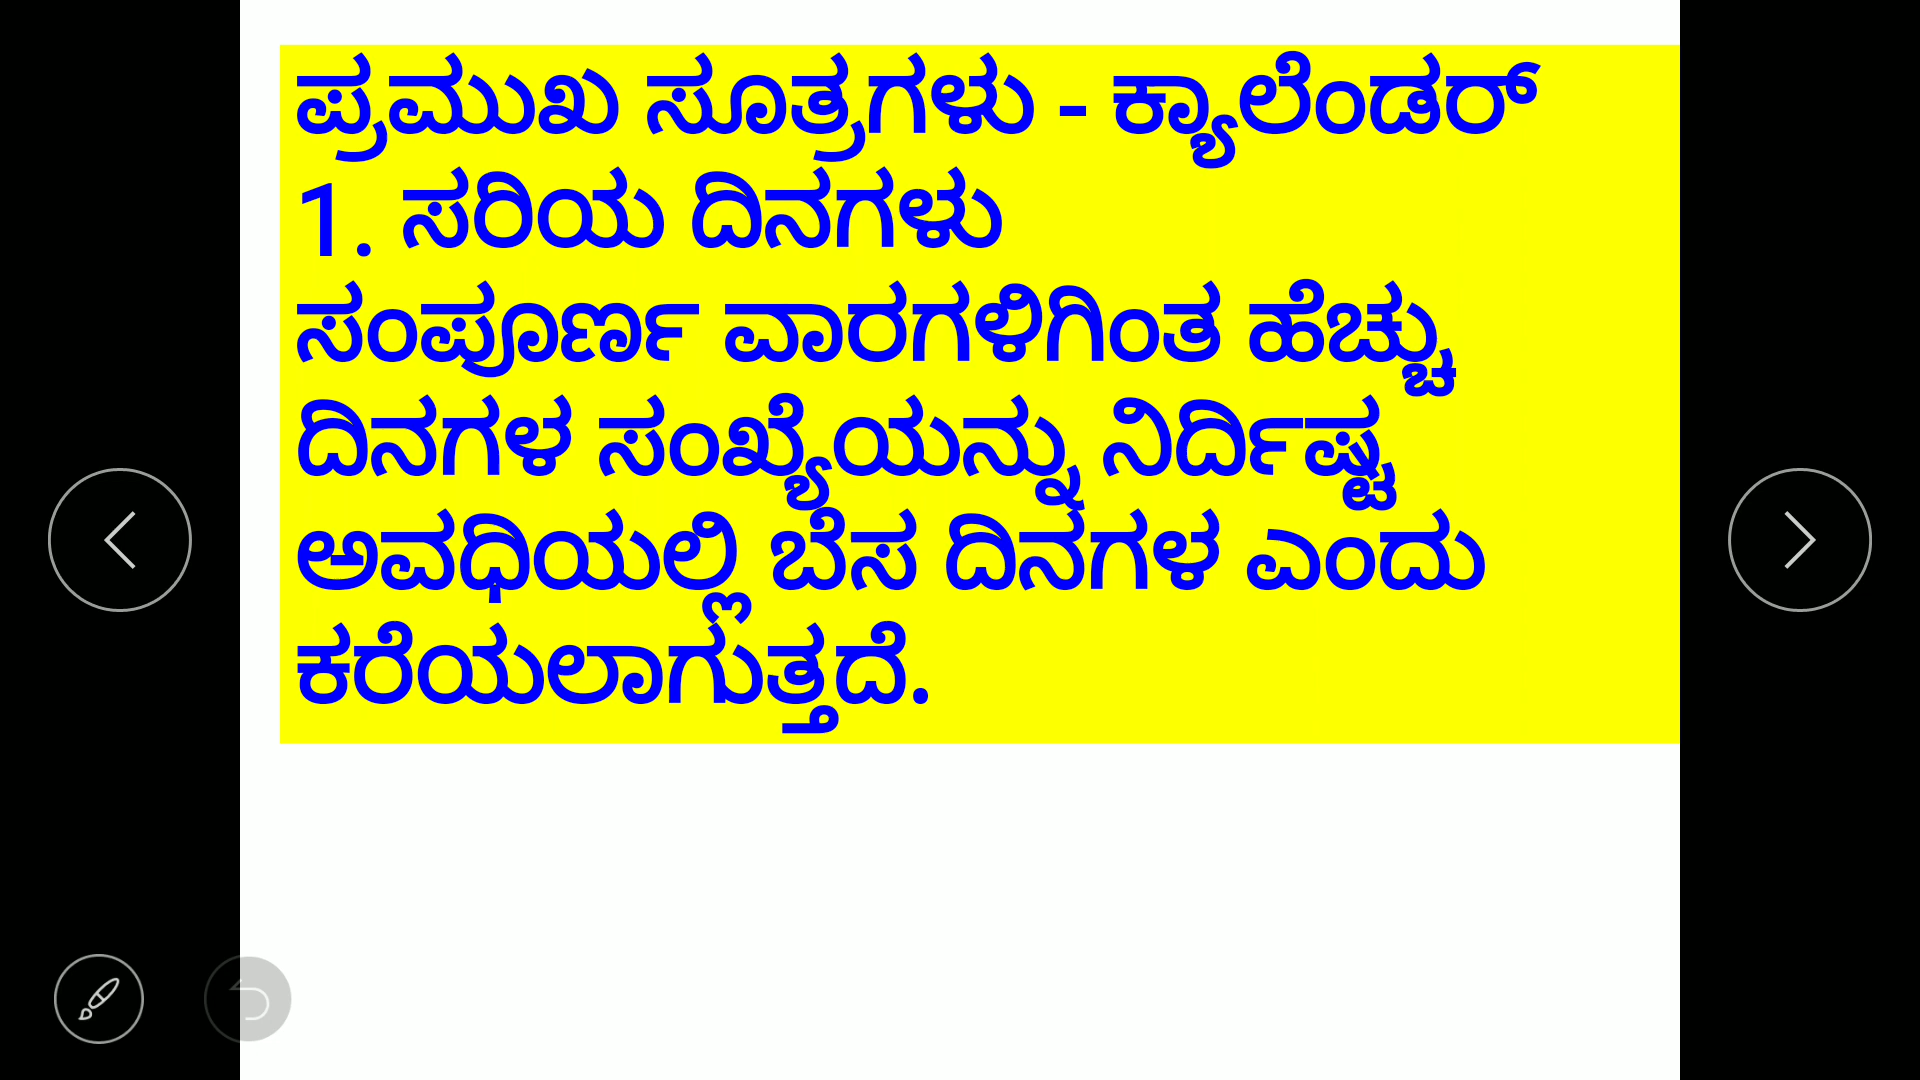 ಪ್ರಮುಖ ಸೂತ್ರಗಳು - ಕ್ಯಾಲೆಂಡರ್
1. ಸರಿಯ ದಿನಗಳು
ಸಂಪೂರ್ಣ ವಾರಗಳಿಗಿಂತ ಹೆಚ್ಚು
ದಿನಗಳ ಸಂಖ್ಯೆಯನ್ನು ನಿರ್ದಿಷ್ಟ
ಅವಧಿಯಲ್ಲಿ ಬೆಸ ದಿನಗಳ ಎಂದು
ಕರೆಯಲಾಗುತ್ತದೆ.